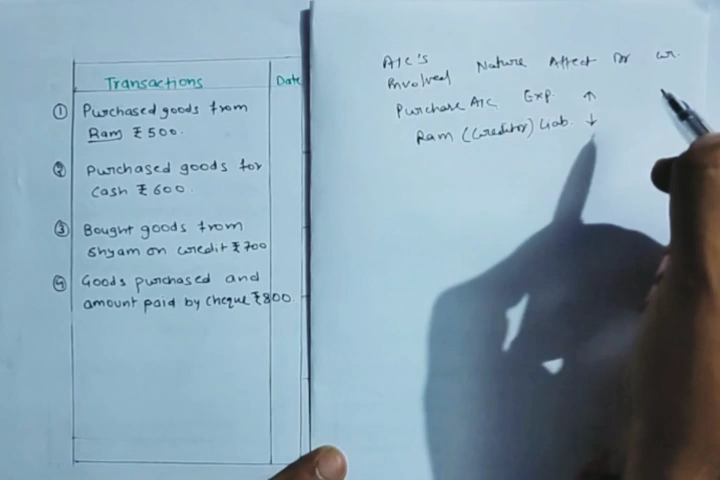 Transactions
Date
① Purchased goods from
Ram ₹500.
② Purchased goods for
cash ₹600.
③ Bought goods from
Shyam on credit ₹700
④ Goods purchased and
amount paid by cheque ₹800.
A/C's
Involved Nature Affect Dr cr.
Purchase A/C Exp. ↑
Ram (Creditor) Liab. ↓